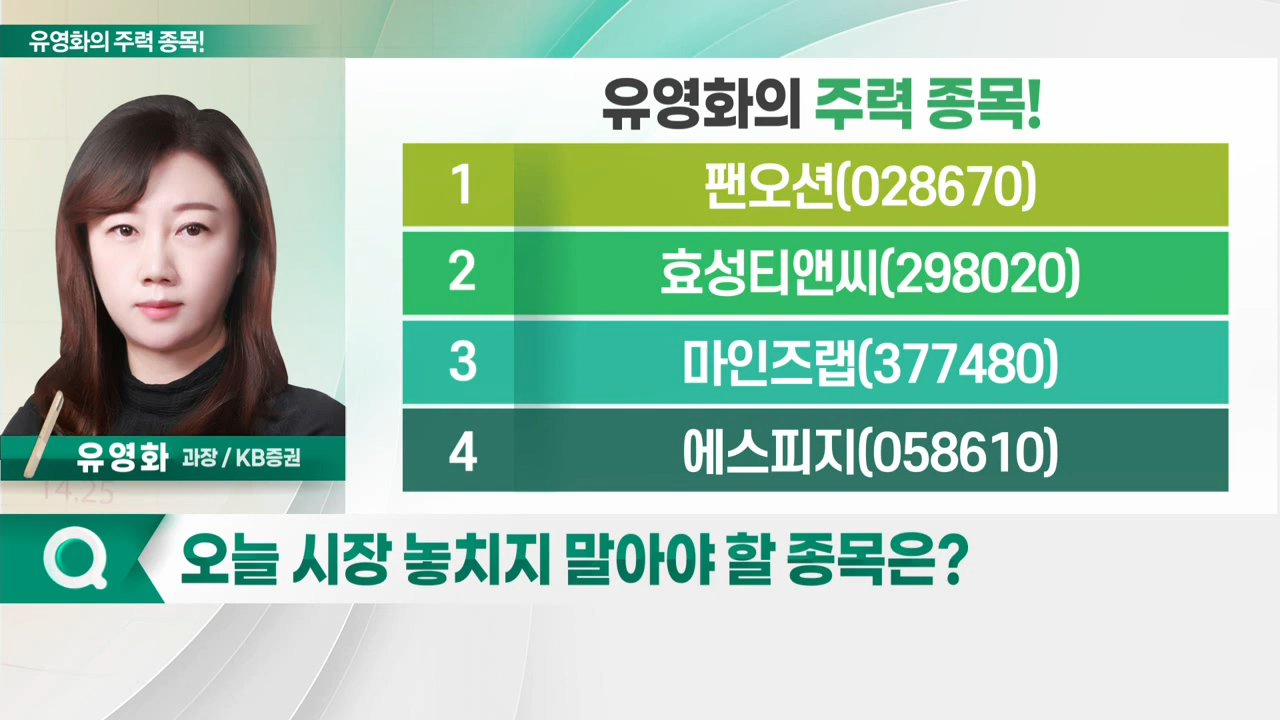 유영화의 주력 종목!
유영화의 주력 종목!
1 팬오션(028670)
2 효성티앤씨(298020)
3 마인즈랩(377480)
4 에스피지(058610)
유영화 과장 / KB증권
14.25
Q 오늘 시장 놓치지 말아야 할 종목은?